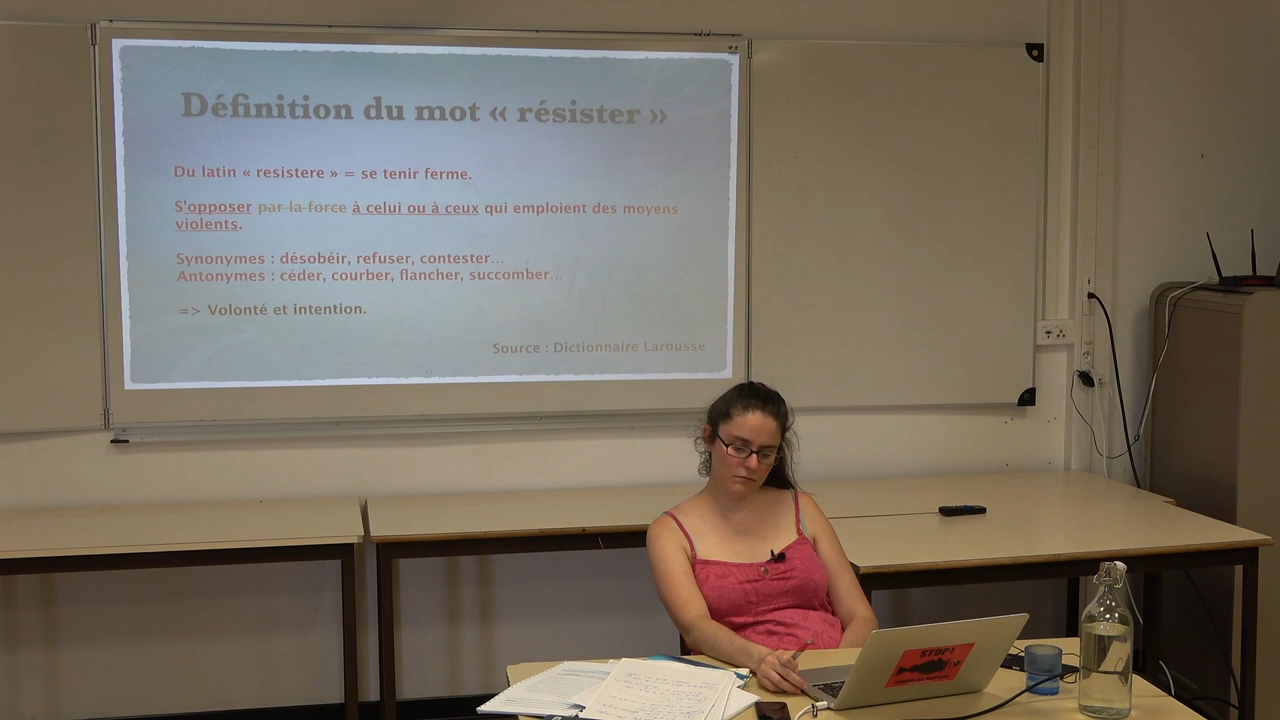 Définition du mot « résister »
Du latin « resistere » = se tenir ferme.
S'opposer par la force à celui ou à ceux qui emploient des moyens
violents.
Synonymes : désobéir, refuser, contester...
Antonymes : céder, courber, flancher, succomber...
=> Volonté et intention.
Source : Dictionnaire Larousse
STOP!